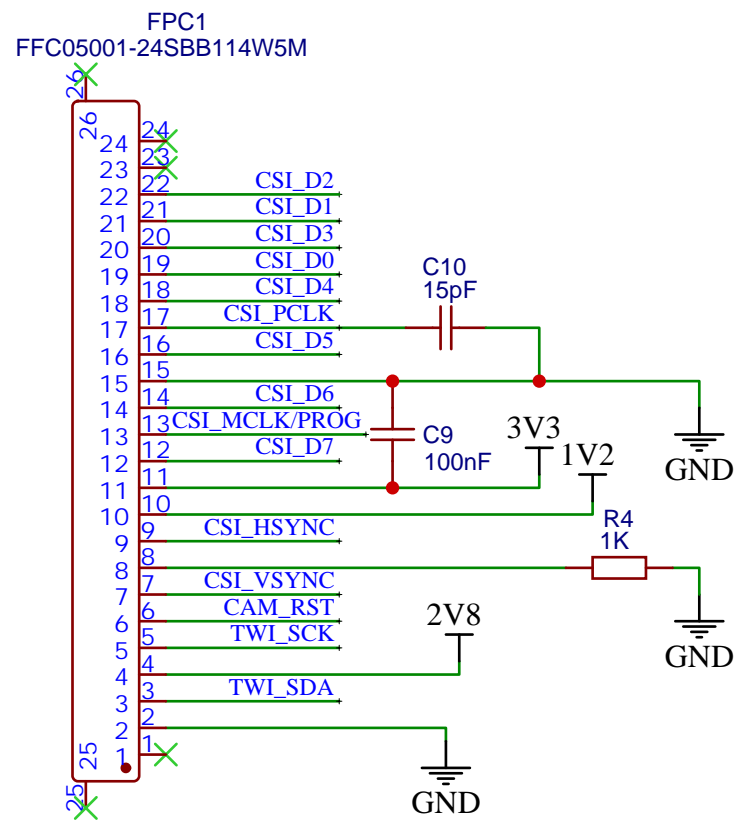 FPC1
FFC05001-24SBB114W5M
26
26
24 24
23 23
22 22 CSI_D2
21 21 CSI_D1
20 20 CSI_D3
19 19 CSI_D0
18 18 CSI_D4
17 17 CSI_PCLK
C10
15pF
16 16 CSI_D5
15 15
14 14 CSI_D6
13 13 CSI_MCLK/PROG
12 12 CSI_D7
C9
100nF
3V3
1V2
GND
11 11
10 10
9 9 CSI_HSYNC
8 8
R4
1K
GND
7 7 CSI_VSYNC
6 6 CAM_RST
5 5 TWI_SCK
2V8
4 4
3 3 TWI_SDA
2 2
1 1
25
25
GND